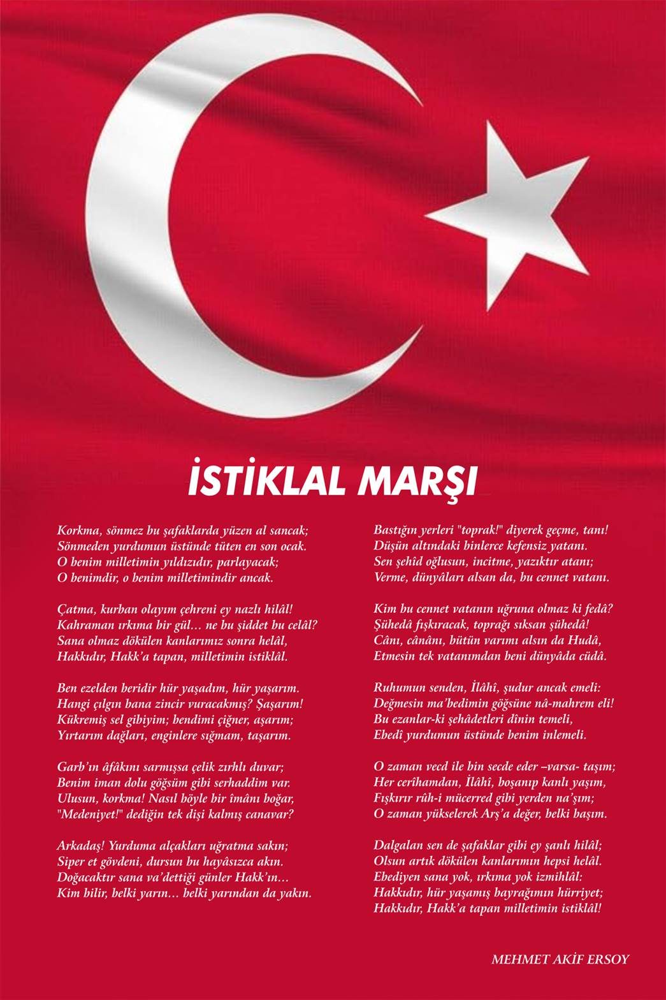 İSTİKLAL MARŞI
Korkma, sönmez bu şafaklarda yüzen al sancak;
Sönmeden yurdumun üstünde tüten en son ocak.
O benim milletimin yıldızıdır, parlayacak;
O benimdir, o benim milletimindir ancak.
Çatma, kurban olayım çehreni ey nazlı hilâl!
Kahraman ırkıma bir gül... ne bu şiddet bu celâl?
Sana olmaz dökülen kanlarımız sonra helâl,
Hakkıdır, Hakk'a tapan, milletimin istiklâl.
Ben ezelden beridir hür yaşadım, hür yaşarım.
Hangi çılgın bana zincir vuracakmış? Şaşarım!
Kükremiş sel gibiyim; bendimi çiğner, aşarım;
Yırtarım dağları, enginlere sığmam, taşarım.
Garb'ın âfâkını sarmışsa çelik zırhlı duvar;
Benim iman dolu göğsüm gibi serhaddim var.
Ulusun, korkma! Nasıl böyle bir îmânı boğar,
"Medeniyet!" dediğin tek dişi kalmış canavar?
Arkadaş! Yurduma alçakları uğratma sakın;
Siper et gövdeni, dursun bu hayâsızca akın.
Doğacaktır sana va'dettiği günler Hakk'ın...
Kim bilir, belki yarın... belki yarından da yakın.
Bastığın yerleri "toprak!" diyerek geçme, tanı!
Düşün altındaki binlerce kefensiz yatanı.
Sen şehîd oğlusun, incitme, yazıktır atanı;
Verme, dünyâları alsan da, bu cennet vatanı.
Kim bu cennet vatanın uğruna olmaz ki fedâ?
Şühedâ fışkıracak, toprağı sıksan şühedâ!
Cânı, cânânı, bütün varımı alsın da Hudâ,
Etmesin tek vatanımdan beni dünyâda cüdâ.
Ruhumun senden, İlâhî, şudur ancak emeli:
Değmesin ma'bedimin göğsüne nâ-mahrem eli!
Bu ezanlar-ki şehâdetleri dînin temeli,
Ebedî yurdumun üstünde benim inlemeli.
O zaman vecd ile bin secde eder –varsa- taşım;
Her cerîhamdan, İlâhî, boşanıp kanlı yaşım,
Fışkırır rûh-i mücerred gibi yerden na'şım;
O zaman yükselerek Arş'a değer, belki başım.
Dalgalan sen de şafaklar gibi ey şanlı hilâl;
Olsun artık dökülen kanlarımın hepsi helâl.
Ebediyen sana yok, ırkıma yok izmihlâl:
Hakkıdır, hür yaşamış bayrağımın hürriyet;
Hakkıdır, Hakk'a tapan milletimin istiklâl!
MEHMET AKİF ERSOY